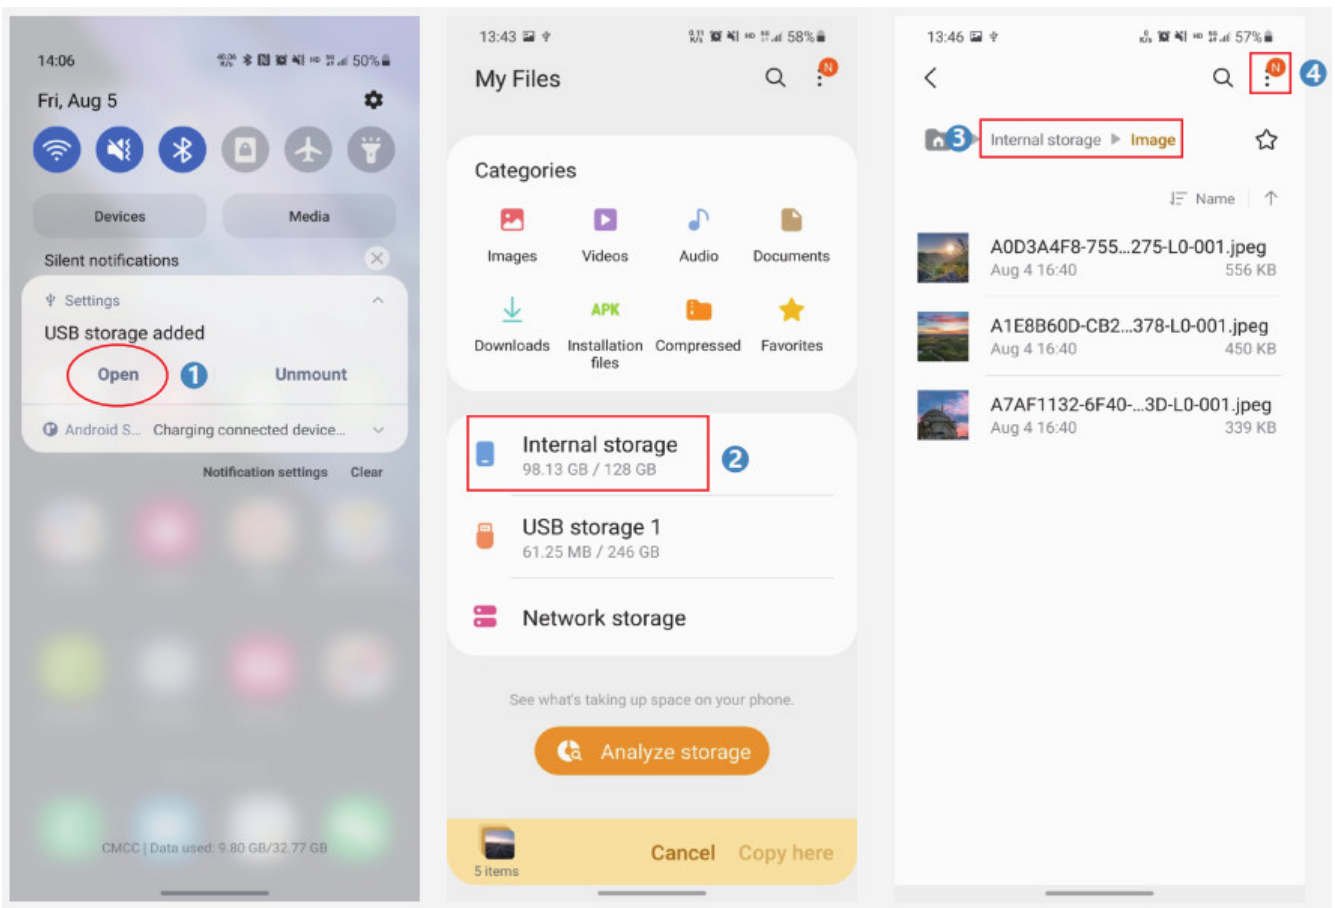 14:06
50%
Fri, Aug 5
Devices
Media
Silent notifications
Settings
USB storage added
Open
1
Unmount
Android S... Charging connected device...
Notification settings Clear
CMCC | Data used: 9.80 GB/32.77 GB
13:43
58%
My Files
N
Categories
Images Videos Audio Documents
APK
Downloads Installation files Compressed Favorites
Internal storage
98.13 GB / 128 GB
2
USB storage 1
61.25 MB / 246 GB
Network storage
See what's taking up space on your phone.
Analyze storage
5 items
Cancel Copy here
13:46
57%
N
4
3
Internal storage ▶ Image
Name
A0D3A4F8-755...275-L0-001.jpeg
Aug 4 16:40 556 KB
A1E8B60D-CB2...378-L0-001.jpeg
Aug 4 16:40 450 KB
A7AF1132-6F40-...3D-L0-001.jpeg
Aug 4 16:40 339 KB